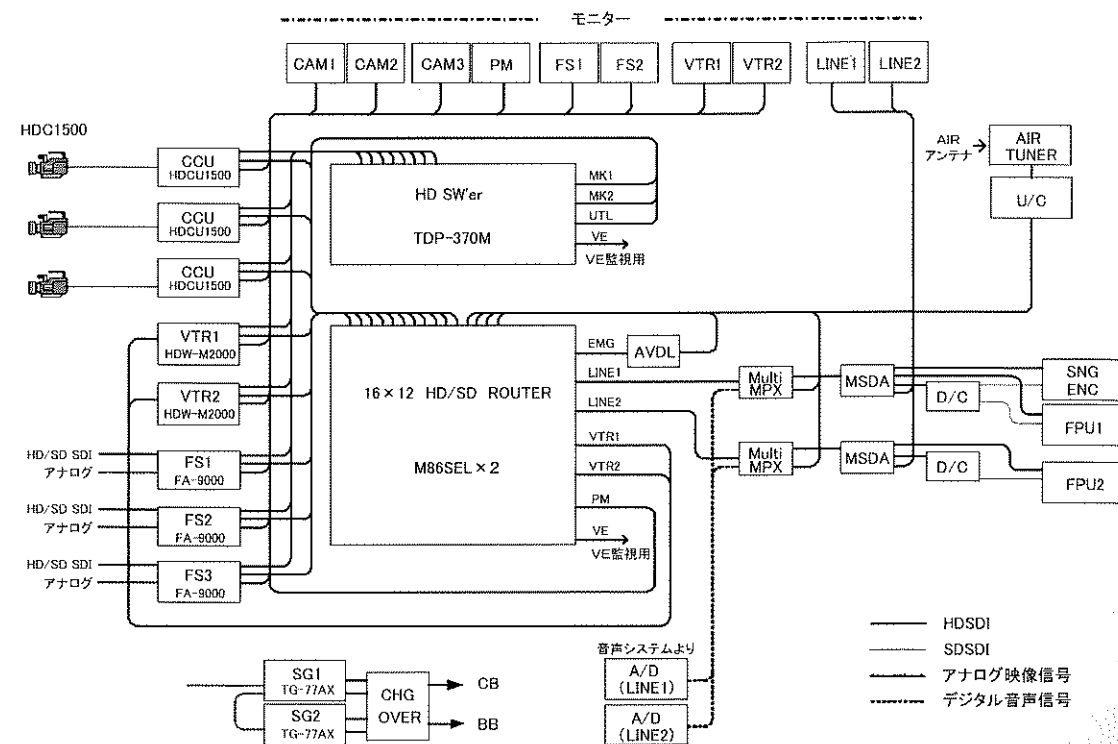 モニター
CAM1 CAM2 CAM3 PM FS1 FS2 VTR1 VTR2 LINE1 LINE2
HDC1500
CCU
HDCU1500
CCU
HDCU1500
CCU
HDCU1500
HD SW'er
TDP-370M
MK1
MK2
UTL
VE
VE監視用
AIR
アンテナ
AIR
TUNER
U/C
VTR1
HDW-M2000
VTR2
HDW-M2000
HD/SD SDI
アナログ
FS1
FA-9000
HD/SD SDI
アナログ
FS2
FA-9000
HD/SD SDI
アナログ
FS3
FA-9000
16×12 HD/SD ROUTER
M86SEL×2
EMG
AVDL
LINE1
LINE2
VTR1
VTR2
PM
VE
VE監視用
Multi
MPX
MSDA
D/C
SNG
ENC
FPU1
Multi
MPX
MSDA
D/C
FPU2
HDSDI
SDSDI
アナログ映像信号
デジタル音声信号
音声システムより
A/D
(LINE1)
A/D
(LINE2)
SG1
TG-77AX
SG2
TG-77AX
CHG
OVER
CB
BB